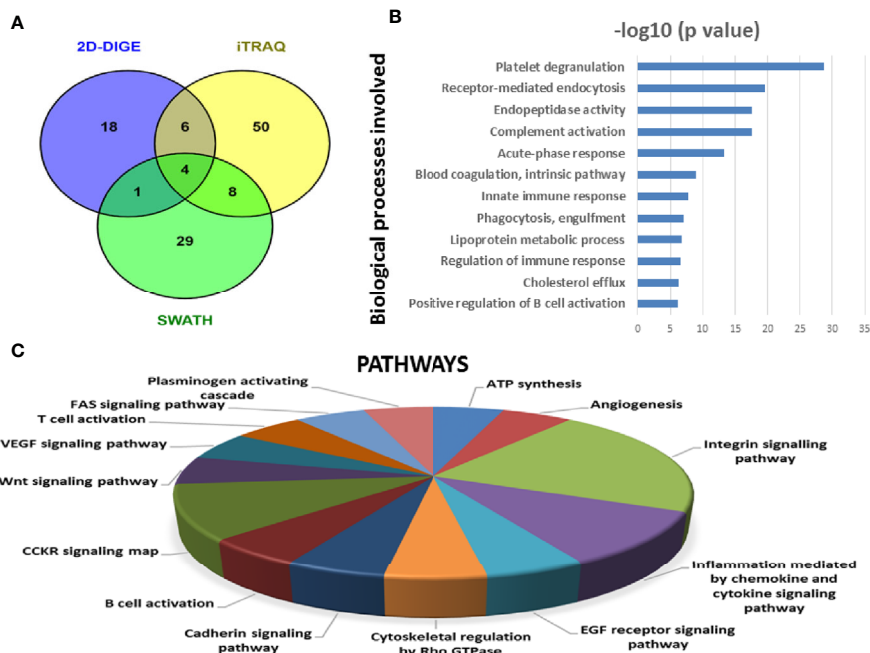 A
2D-DIGE
iTRAQ
18
6
50
4
1
8
29
SWATH
B
-log10 (p value)
Biological processes involved
Platelet degranulation
Receptor-mediated endocytosis
Endopeptidase activity
Complement activation
Acute-phase response
Blood coagulation, intrinsic pathway
Innate immune response
Phagocytosis, engulfment
Lipoprotein metabolic process
Regulation of immune response
Cholesterol efflux
Positive regulation of B cell activation
0 5 10 15 20 25 30 35
C
PATHWAYS
Plasminogen activating
cascade
FAS signaling pathway
T cell activation
VEGF signaling pathway
Wnt signaling pathway
CCKR signaling map
B cell activation
Cadherin signaling
pathway
Cytoskeletal regulation
by Rho GTPase
EGF receptor signaling
pathway
Inflammation mediated
by chemokine and
cytokine signaling
pathway
Integrin signalling
pathway
Angiogenesis
ATP synthesis